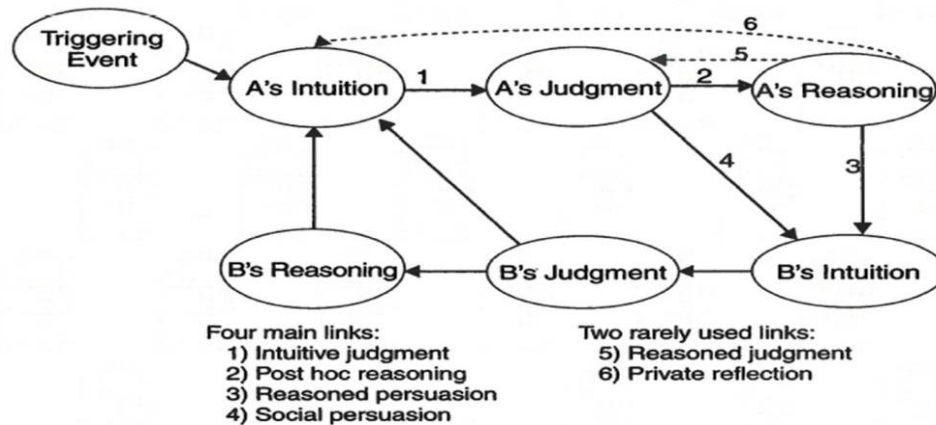 6
Triggering
Event
5
A's Intuition
1
A's Judgment
2
A's Reasoning
4
3
B's Reasoning
B's Judgment
B's Intuition
Four main links:
1) Intuitive judgment
2) Post hoc reasoning
3) Reasoned persuasion
4) Social persuasion
Two rarely used links:
5) Reasoned judgment
6) Private reflection